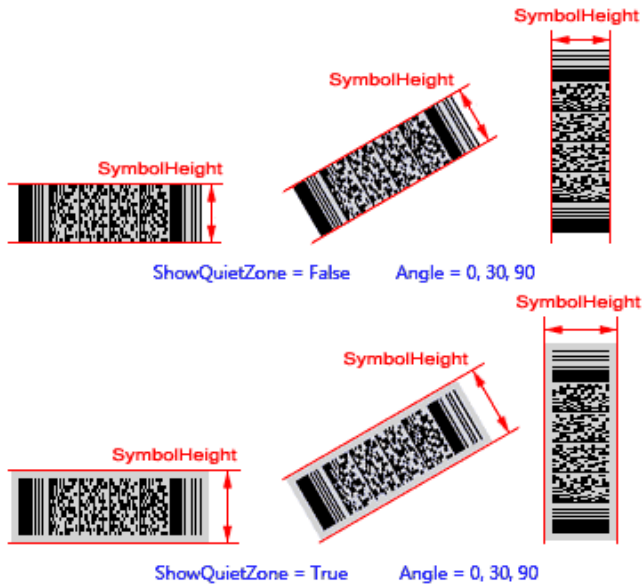 SymbolHeight
SymbolHeight
SymbolHeight
ShowQuietZone = False Angle = 0, 30, 90
SymbolHeight
SymbolHeight
SymbolHeight
ShowQuietZone = True Angle = 0, 30, 90